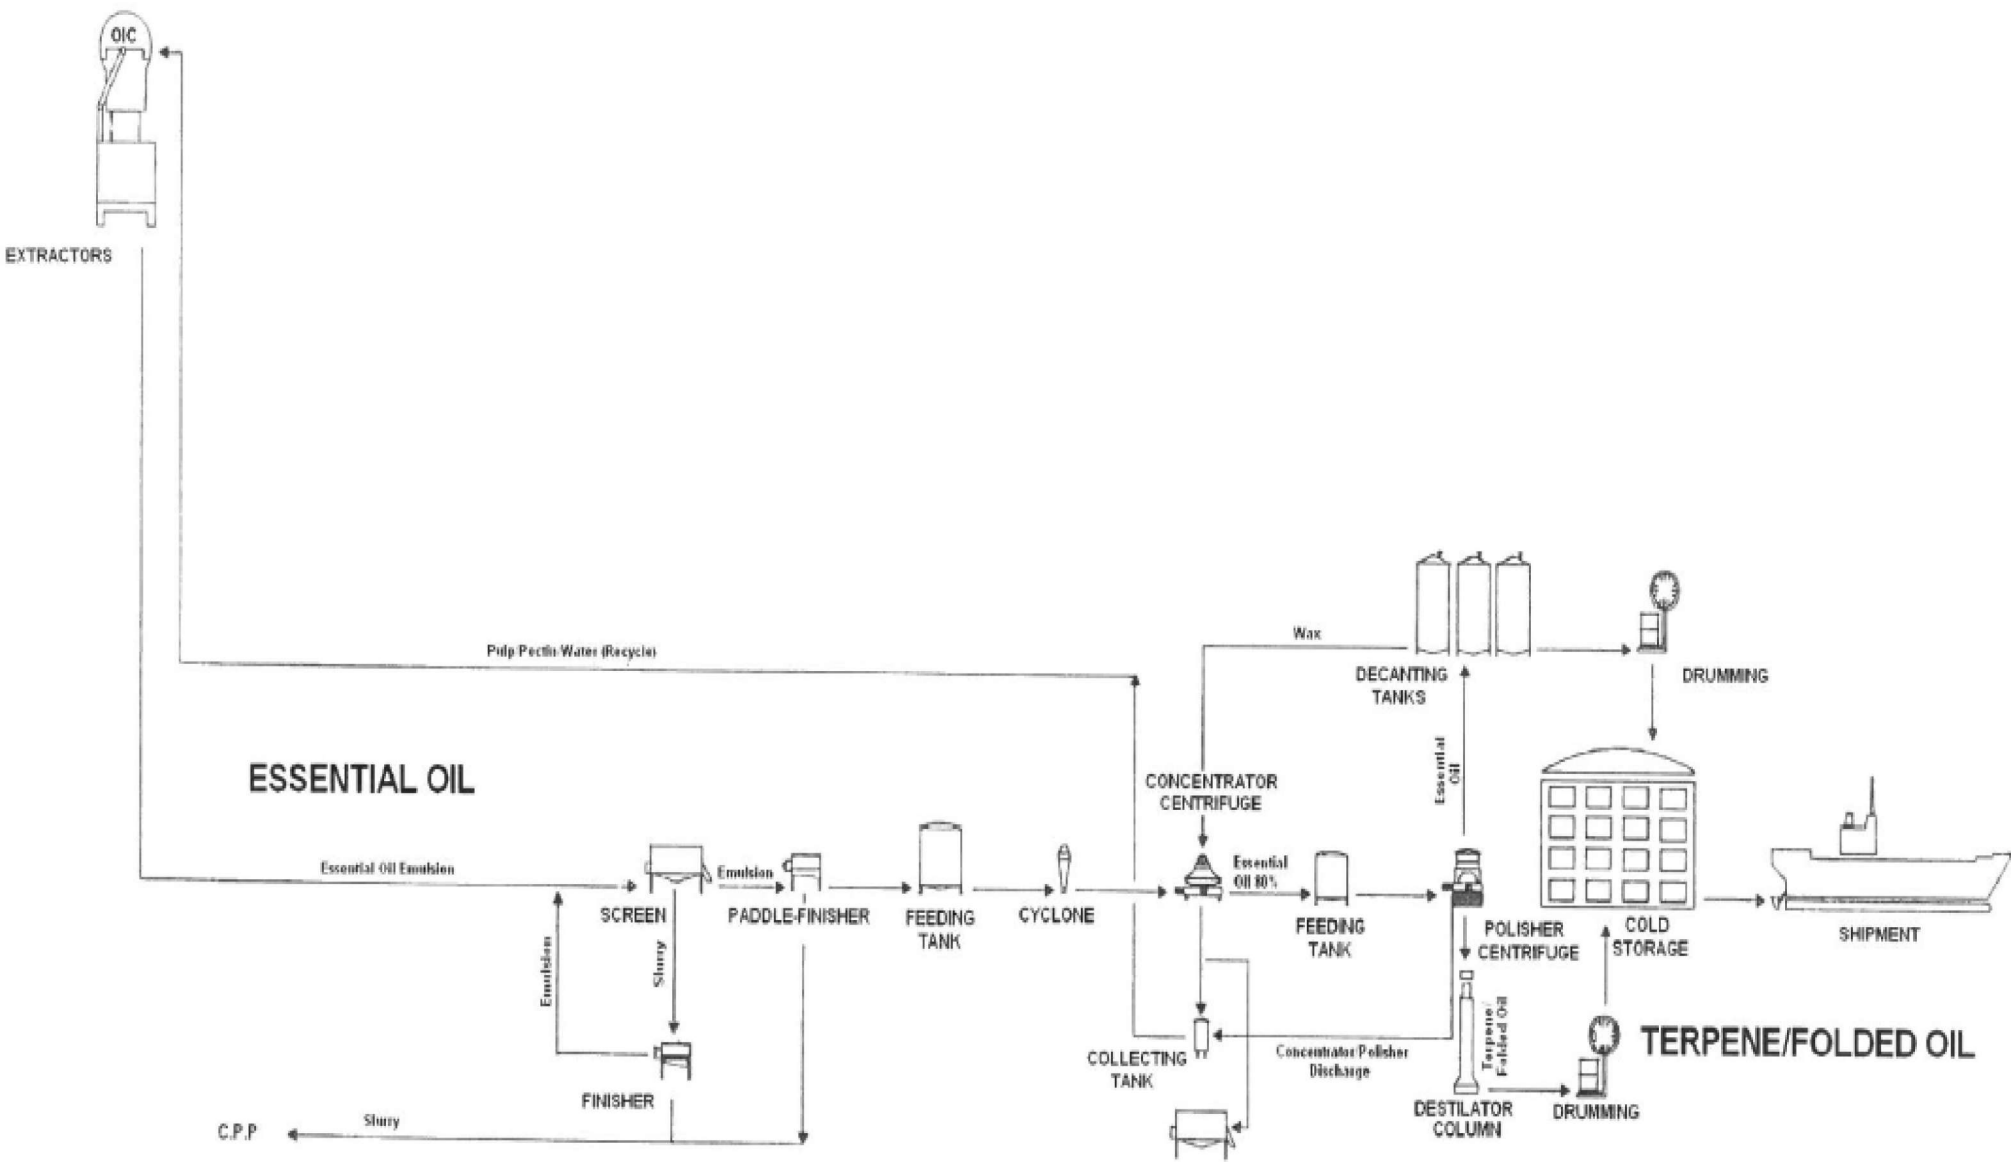 OIC
EXTRACTORS
Pulp Pectin-Water (Recycle)
Wax
DECANTING
TANKS
DRUMMING
Essential
Oil
ESSENTIAL OIL
CONCENTRATOR
CENTRIFUGE
Essential Oil Emulsion
Emulsion
Essential
Oil 80%
SCREEN
PADDLE-FINISHER
FEEDING
TANK
CYCLONE
FEEDING
TANK
POLISHER
CENTRIFUGE
COLD
STORAGE
SHIPMENT
Emulsion
Slurry
Terpene/
Folded Oil
TERPENE/FOLDED OIL
COLLECTING
TANK
Concentrator/Polisher
Discharge
FINISHER
DESTILATOR
COLUMN
DRUMMING
C.P.P
Slurry